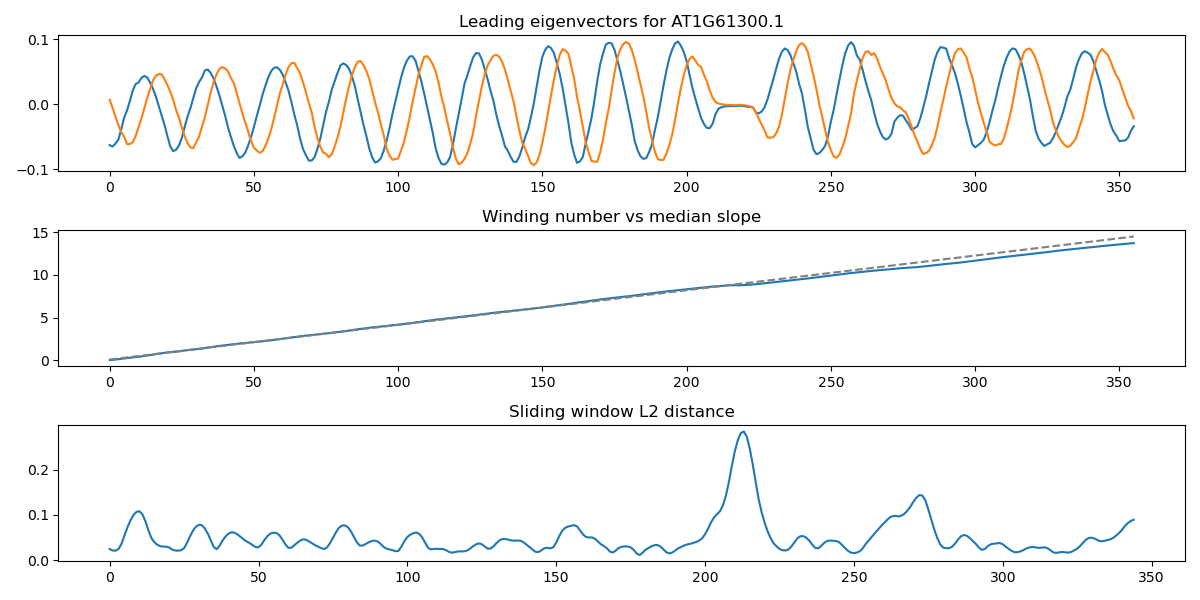 Leading eigenvectors for AT1G61300.1
0.1
0.0
−0.1
0 50 100 150 200 250 300 350
Winding number vs median slope
15
10
5
0
0 50 100 150 200 250 300 350
Sliding window L2 distance
0.2
0.1
0.0
0 50 100 150 200 250 300 350